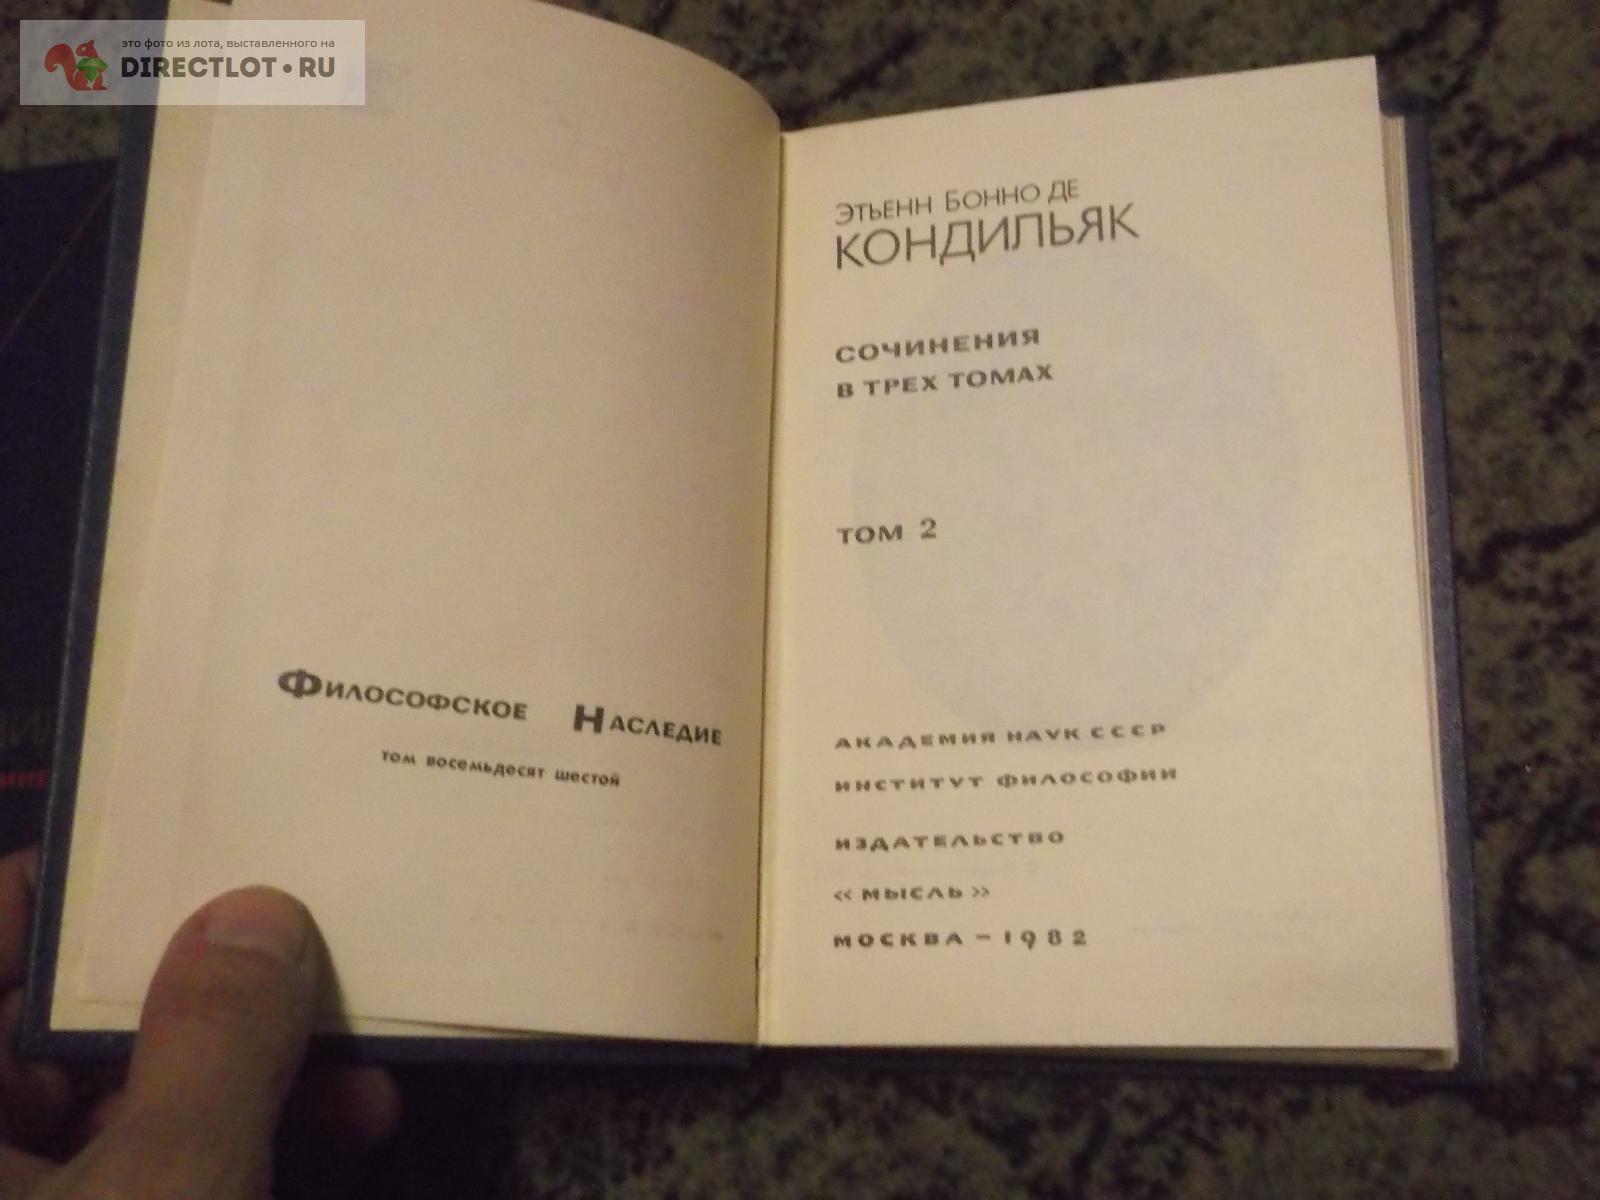 это фото из лота, выставленного на
DIRECTLOT•RU
Философское Наследие
том восемьдесят шестой
ЭТЬЕНН БОННО ДЕ
КОНДИЛЬЯК
СОЧИНЕНИЯ
В ТРЕХ ТОМАХ
ТОМ 2
АКАДЕМИЯ НАУК СССР
ИНСТИТУТ ФИЛОСОФИИ
ИЗДАТЕЛЬСТВО
«МЫСЛЬ»
МОСКВА – 1982